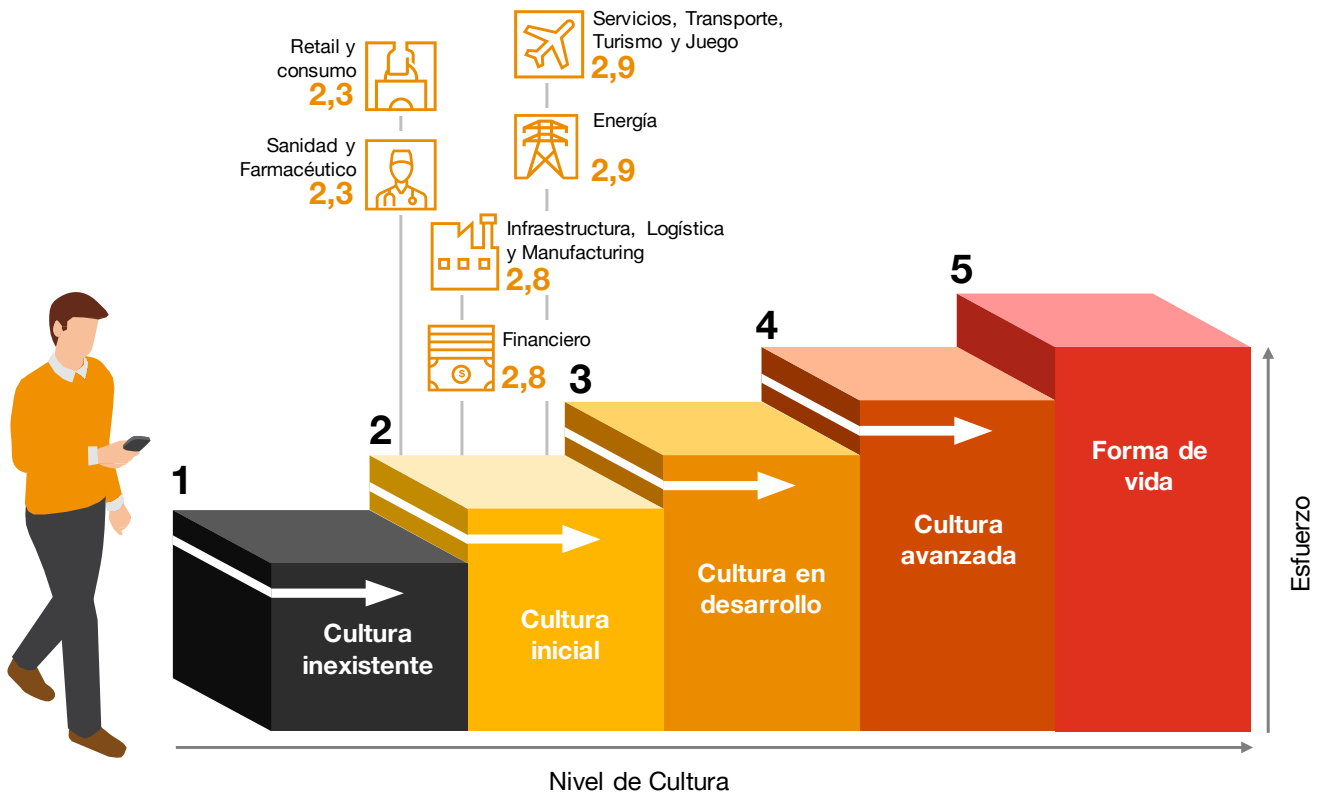 Retail y
consumo
2,3
Sanidad y
Farmacéutico
2,3
Servicios, Transporte,
Turismo y Juego
2,9
Energía
2,9
Infraestructura, Logística
y Manufacturing
2,8
Financiero
2,8
$
1
2
3
4
5
Cultura
inexistente
Cultura
inicial
Cultura en
desarrollo
Cultura
avanzada
Forma de
vida
Esfuerzo
Nivel de Cultura